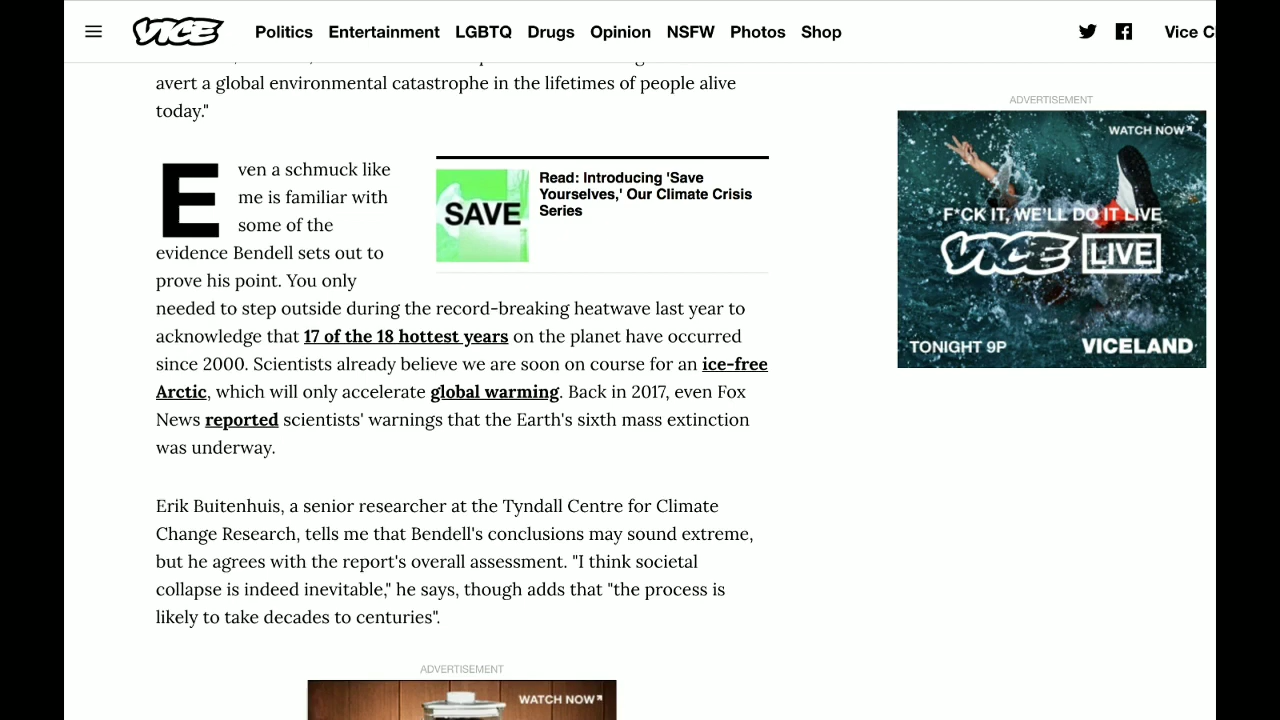 VICE
Politics Entertainment LGBTQ Drugs Opinion NSFW Photos Shop
Vice C
avert a global environmental catastrophe in the lifetimes of people alive
today."
Even a schmuck like
me is familiar with
some of the
evidence Bendell sets out to
prove his point. You only
needed to step outside during the record-breaking heatwave last year to
acknowledge that 17 of the 18 hottest years on the planet have occurred
since 2000. Scientists already believe we are soon on course for an ice-free
Arctic, which will only accelerate global warming. Back in 2017, even Fox
News reported scientists' warnings that the Earth's sixth mass extinction
was underway.
SAVE
Read: Introducing 'Save
Yourselves,' Our Climate Crisis
Series
Erik Buitenhuis, a senior researcher at the Tyndall Centre for Climate
Change Research, tells me that Bendell's conclusions may sound extreme,
but he agrees with the report's overall assessment. "I think societal
collapse is indeed inevitable," he says, though adds that "the process is
likely to take decades to centuries".
ADVERTISEMENT
WATCH NOW
ADVERTISEMENT
WATCH NOW
F*CK IT, WE'LL DO IT LIVE
VICE LIVE
TONIGHT 9P VICELAND